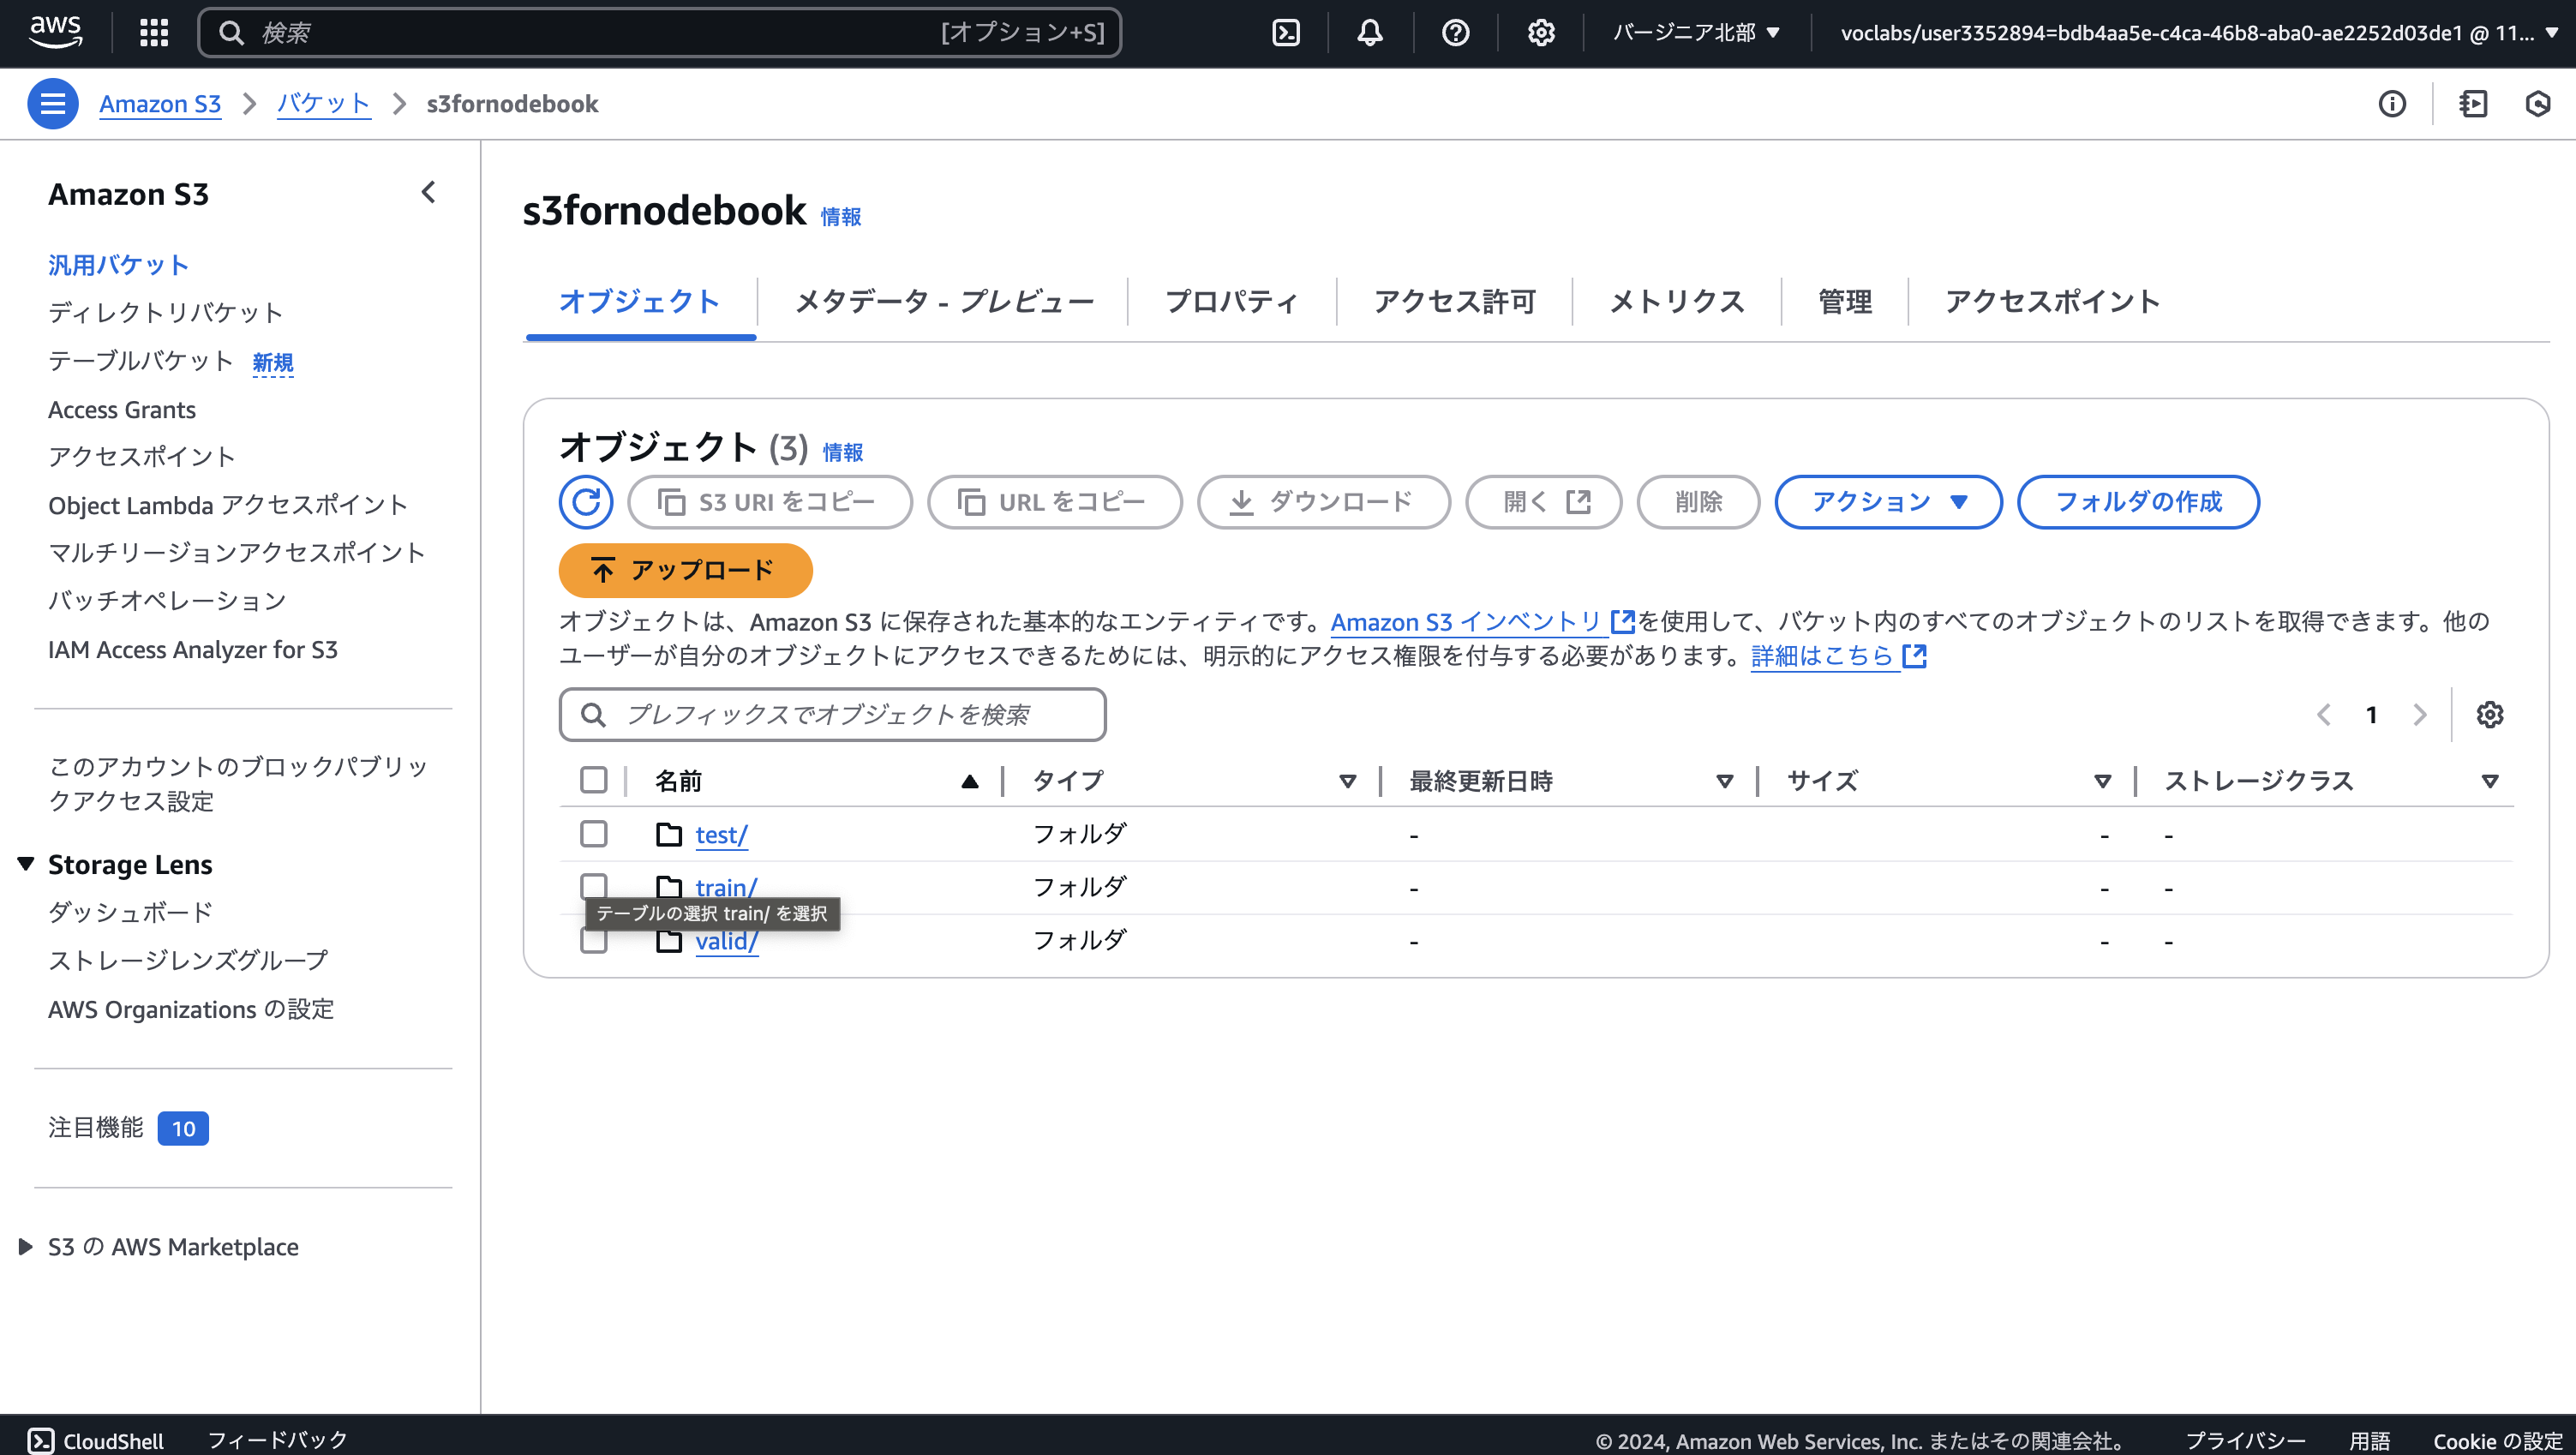 aws 検索 [オプション+S] バージニア北部 voclabs/user3352894=bdb4aa5e-c4ca-46b8-aba0-ae2252d03de1 @ 11...
Amazon S3 バケット s3fornodebook
Amazon S3
汎用バケット
ディレクトリバケット
テーブルバケット 新規
Access Grants
アクセスポイント
Object Lambda アクセスポイント
マルチリージョンアクセスポイント
バッチオペレーション
IAM Access Analyzer for S3
このアカウントのブロックパブリッ
クアクセス設定
Storage Lens
ダッシュボード
ストレージレンズグループ
AWS Organizations の設定
注目機能 10
S3 の AWS Marketplace
s3fornodebook 情報
オブジェクト メタデータ - プレビュー プロパティ アクセス許可 メトリクス 管理 アクセスポイント
オブジェクト (3) 情報
S3 URI をコピー URL をコピー ダウンロード 開く 削除 アクション フォルダの作成
アップロード
オブジェクトは、Amazon S3 に保存された基本的なエンティティです。Amazon S3 インベントリ を使用して、バケット内のすべてのオブジェクトのリストを取得できます。他の
ユーザーが自分のオブジェクトにアクセスできるためには、明示的にアクセス権限を付与する必要があります。詳細はこちら
プレフィックスでオブジェクトを検索 1
名前 タイプ 最終更新日時 サイズ ストレージクラス
test/ フォルダ - - -
train/ フォルダ - - -
テーブルの選択 train/ を選択
valid/ フォルダ - - -
CloudShell フィードバック © 2024, Amazon Web Services, Inc. またはその関連会社。 プライバシー 用語 Cookie の設定